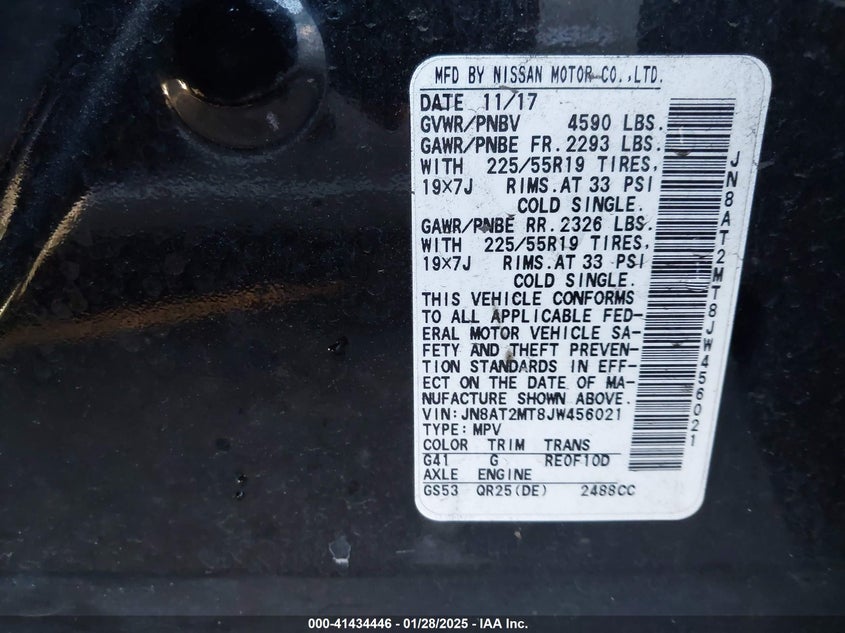 MFD BY NISSAN MOTOR CO.,LTD.
DATE 11/17
GVWR/PNBV 4590 LBS.
GAWR/PNBE FR. 2293 LBS.
WITH 225/55R19 TIRES,
19×7J RIMS.AT 33 PSI
COLD SINGLE.
GAWR/PNBE RR. 2326 LBS.
WITH 225/55R19 TIRES,
19×7J RIMS.AT 33 PSI
COLD SINGLE.
THIS VEHICLE CONFORMS
TO ALL APPLICABLE FED-
ERAL MOTOR VEHICLE SA-
FETY AND THEFT PREVEN-
TION STANDARDS IN EFF-
ECT ON THE DATE OF MA-
NUFACTURE SHOWN ABOVE.
VIN:JN8AT2MT8JW456021
TYPE:MPV
COLOR TRIM TRANS
G41 G RE0F10D
AXLE ENGINE
GS53 QR25(DE) 2488CC
JN8AT2MT8JW456021
000-41434446 - 01/28/2025 - IAA Inc.